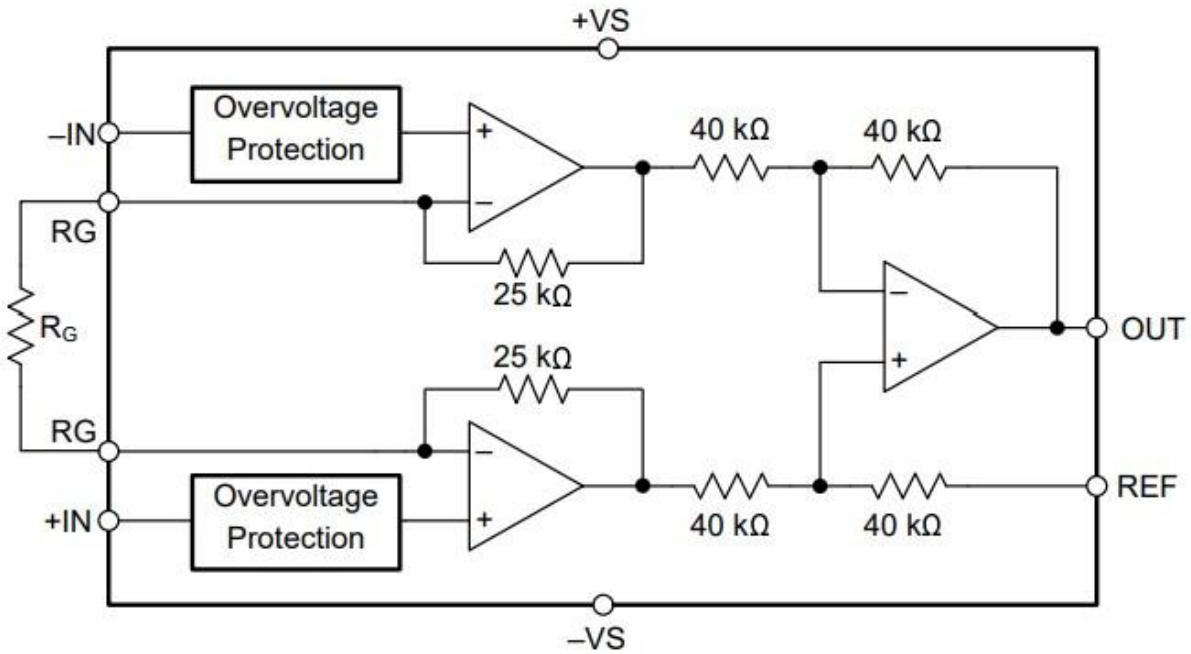 +VS
Overvoltage
Protection
–IN
+
40 kΩ
40 kΩ
RG
–
25 kΩ
–
RG
OUT
25 kΩ
+
RG
–
REF
Overvoltage
Protection
+IN
+
40 kΩ
40 kΩ
–VS